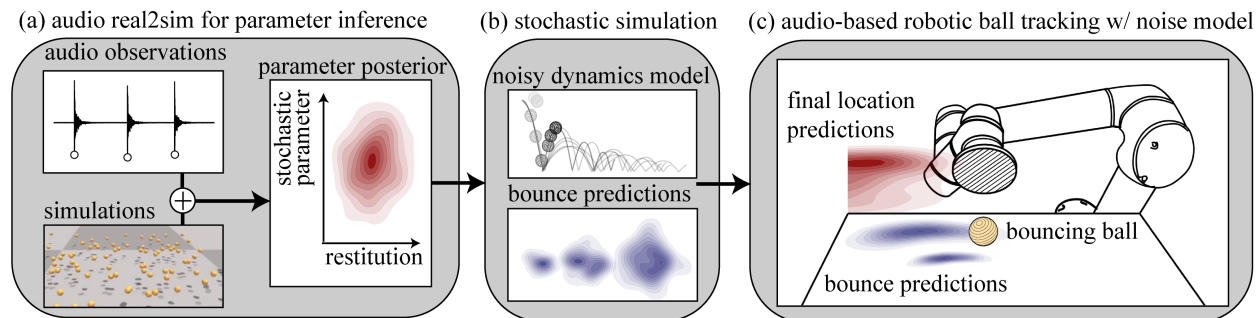 (a) audio real2sim for parameter inference
audio observations
simulations
parameter posterior
stochastic
parameter
restitution
(b) stochastic simulation
noisy dynamics model
bounce predictions
(c) audio-based robotic ball tracking w/ noise model
final location
predictions
bouncing ball
bounce predictions